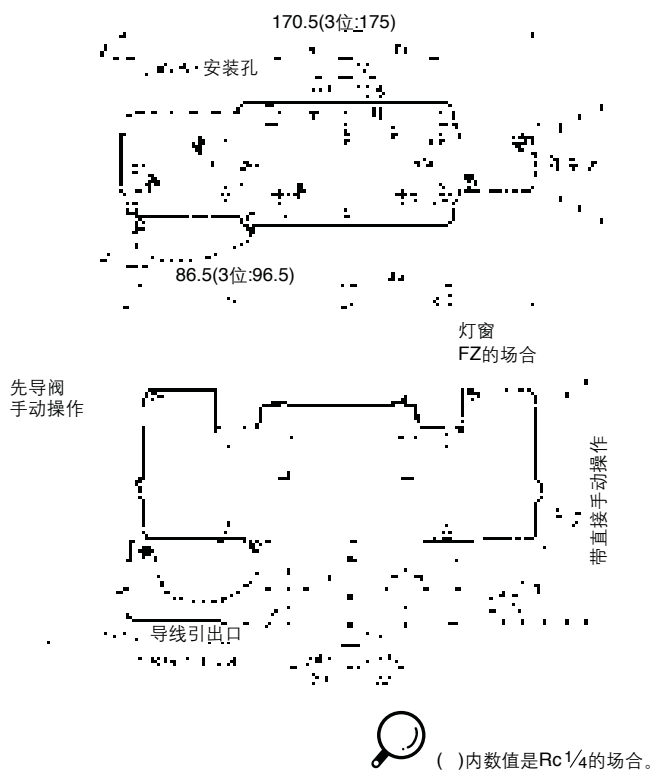 170.5(3位:175)
安装孔
86.5(3位:96.5)
灯窗
FZ的场合
先导阀
手动操作
带直接手动操作
导线引出口
( )内数值是Rc1/4的场合。